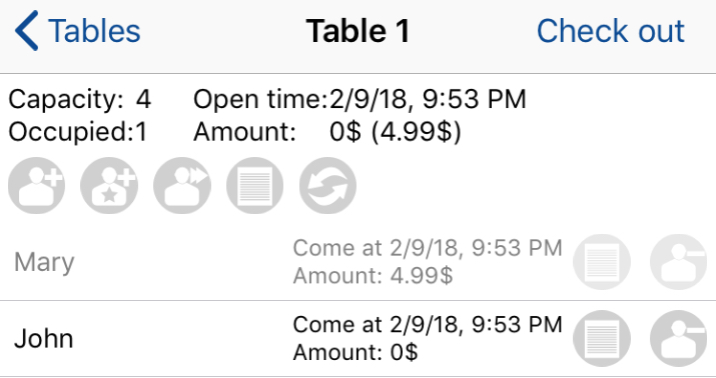 Tables Table 1 Check out
Capacity: 4 Open time:2/9/18, 9:53 PM
Occupied:1 Amount: 0$ (4.99$)
Mary
Come at 2/9/18, 9:53 PM
Amount: 4.99$
John
Come at 2/9/18, 9:53 PM
Amount: 0$